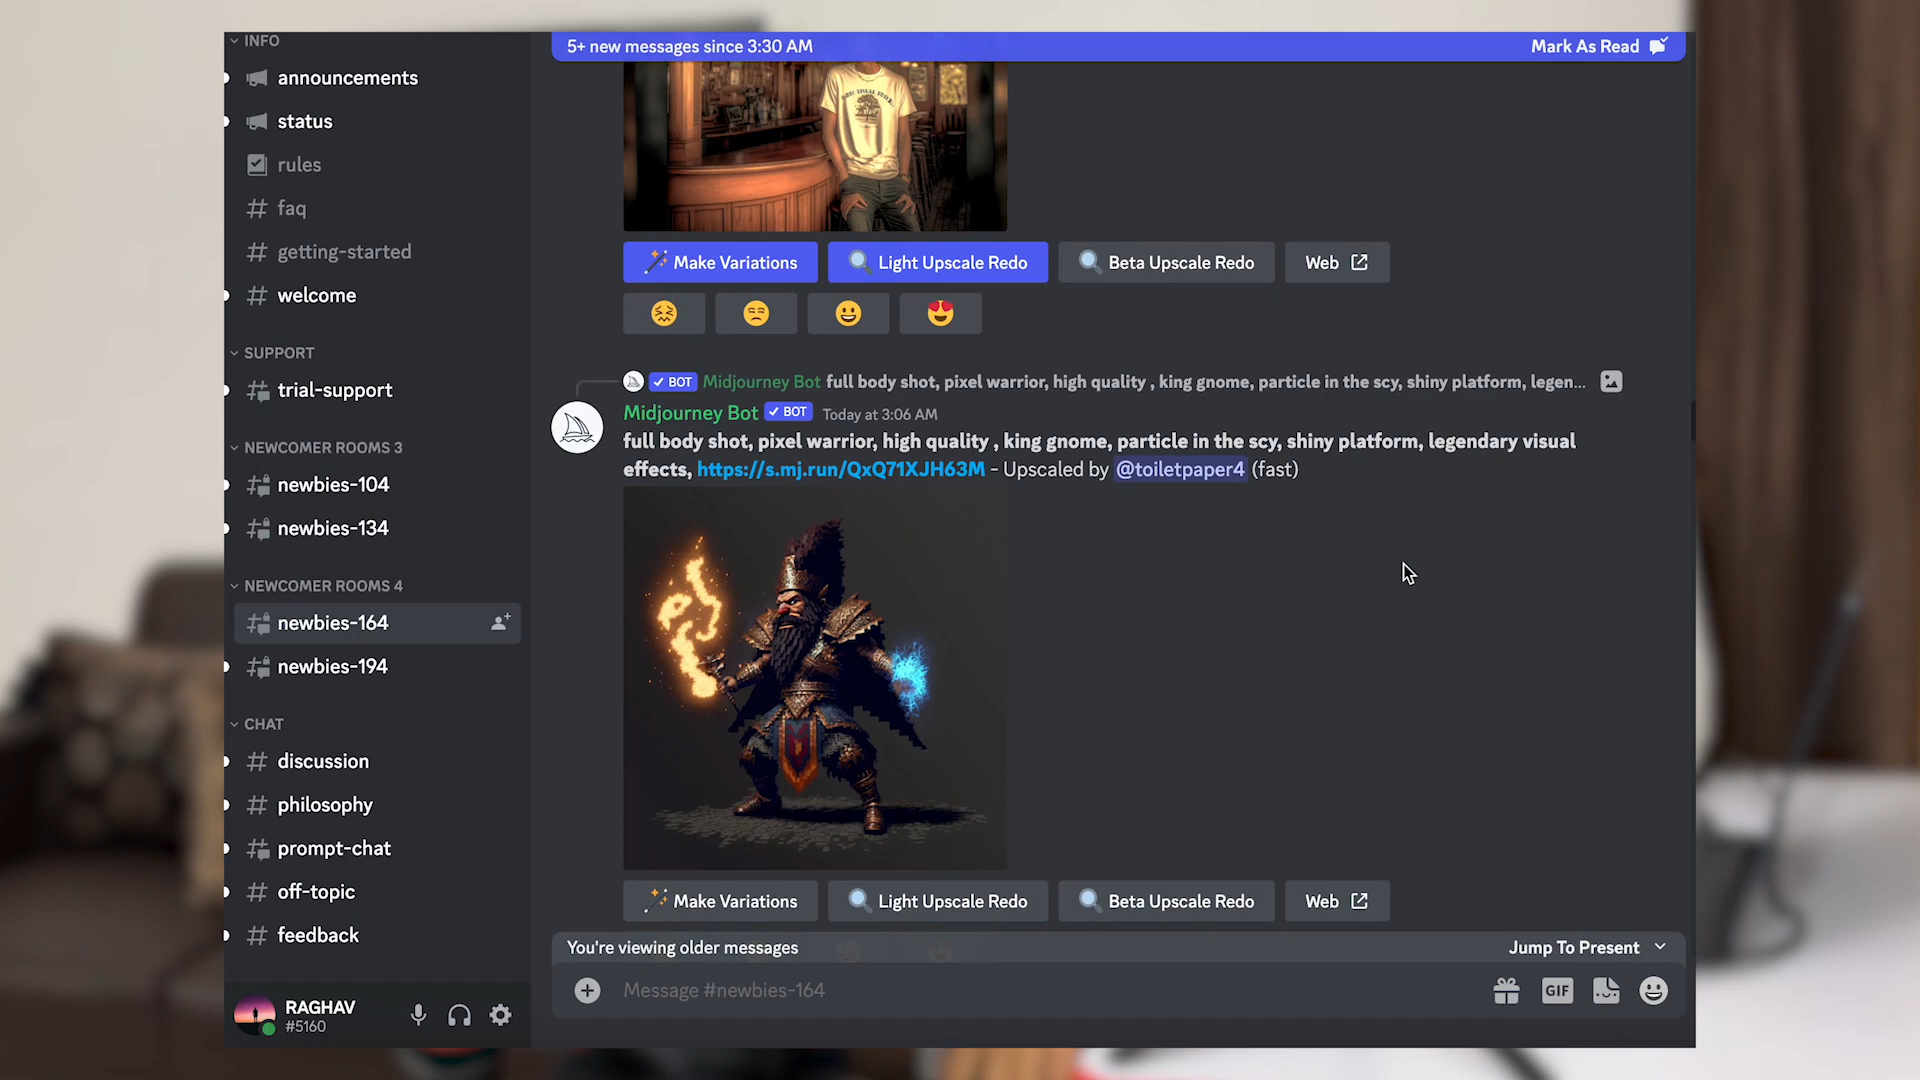 INFO
announcements
status
rules
faq
getting-started
welcome
SUPPORT
trial-support
NEWCOMER ROOMS 3
newbies-104
newbies-134
NEWCOMER ROOMS 4
newbies-164
newbies-194
CHAT
discussion
philosophy
prompt-chat
off-topic
feedback
RAGHAV
#5160
5+ new messages since 3:30 AM
Mark As Read
Make Variations
Light Upscale Redo
Beta Upscale Redo
Web
BOT Midjourney Bot full body shot, pixel warrior, high quality , king gnome, particle in the scy, shiny platform, legen...
Midjourney Bot BOT Today at 3:06 AM
full body shot, pixel warrior, high quality , king gnome, particle in the scy, shiny platform, legendary visual
effects, https://s.mj.run/QxQ71XJH63M - Upscaled by @toiletpaper4 (fast)
Make Variations
Light Upscale Redo
Beta Upscale Redo
Web
You're viewing older messages
Jump To Present
Message #newbies-164
GIF